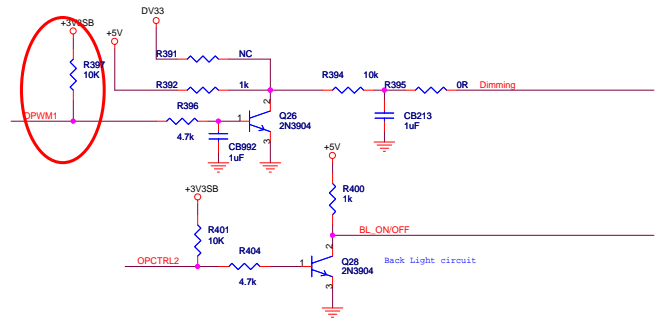 DV33
+3V3SB
+5V
R391
NC
R397
10K
R392
1k
R394
10k
R395
0R
Dimming
OPWM1
R396
4.7k
1
2
3
Q26
2N3904
CB992
1uF
CB213
1uF
+5V
+3V3SB
R400
1k
R401
10K
BL_ON/OFF
R404
4.7k
OPCTRL2
1
2
3
Q28
2N3904
Back Light circuit